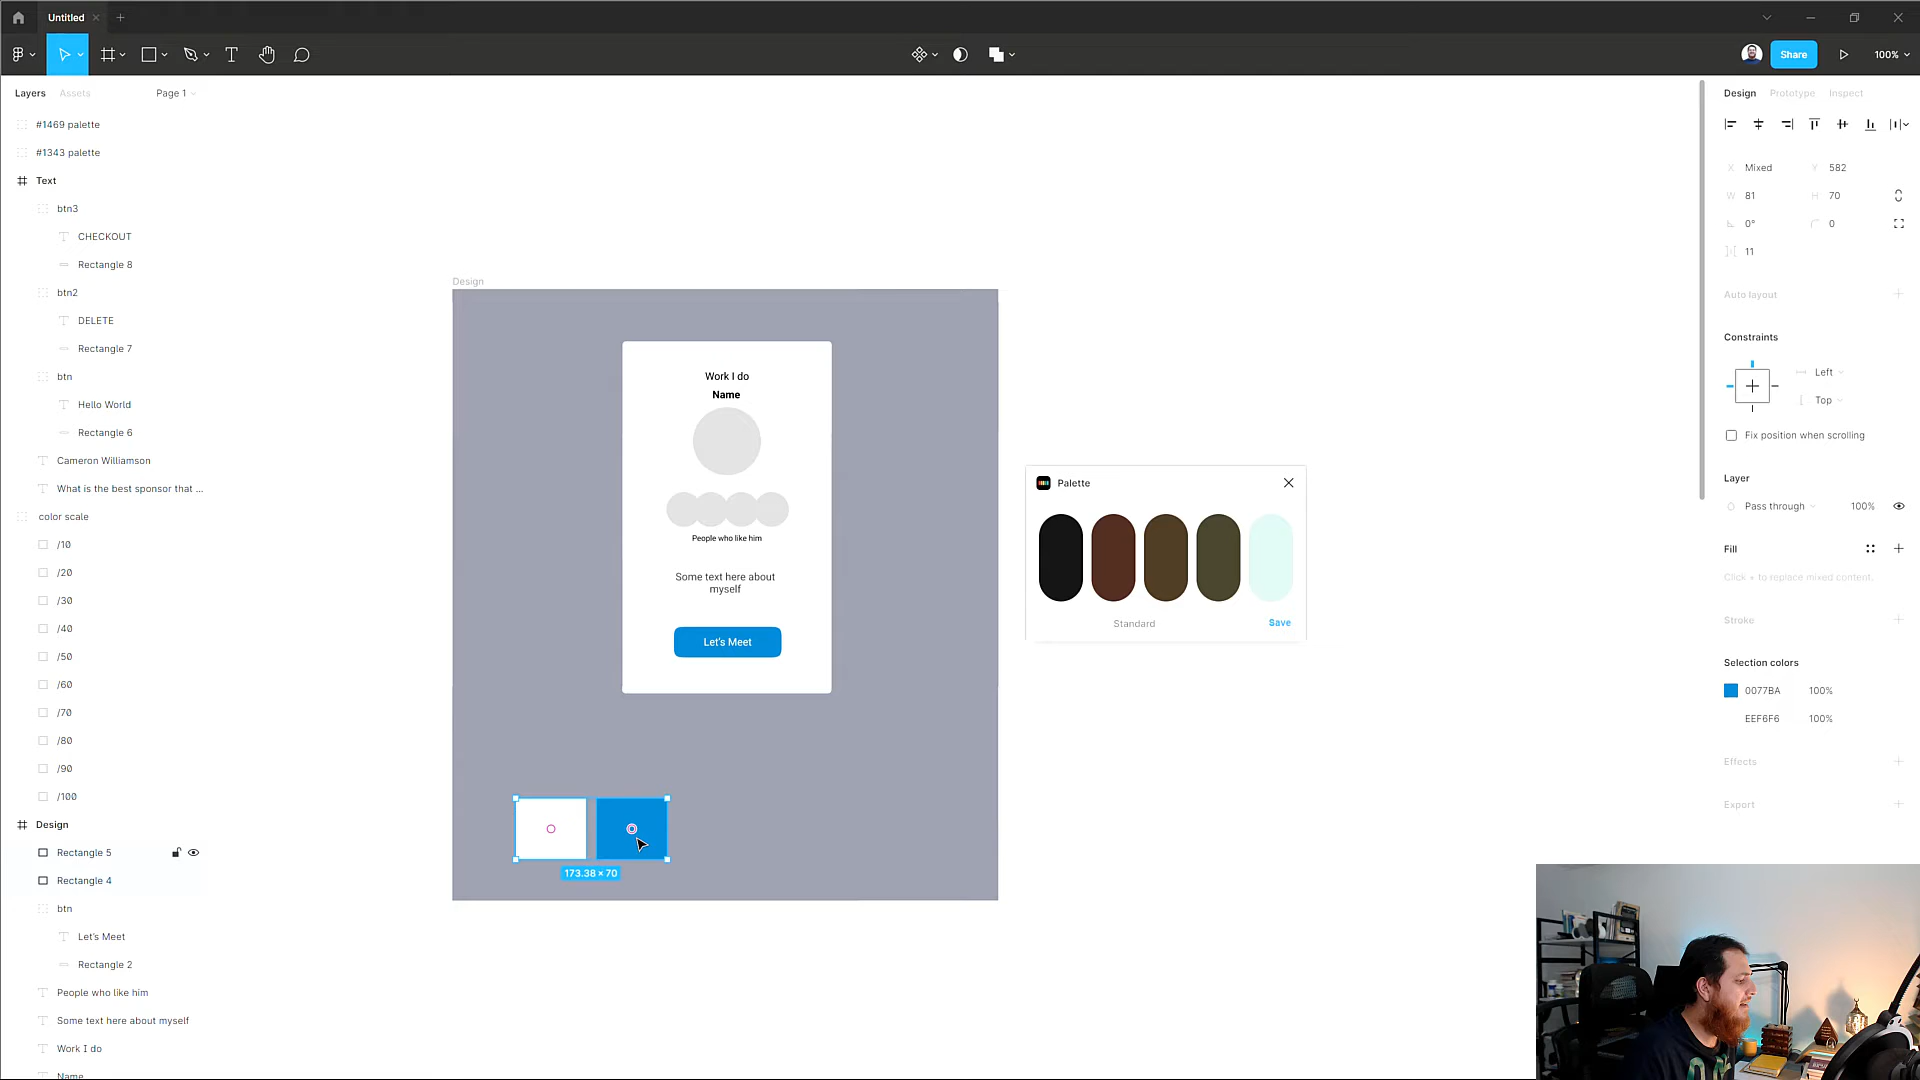 Untitled
Share
100%
Layers
Assets
Page 1
#1469 palette
#1343 palette
Text
btn3
CHECKOUT
Rectangle 8
btn2
DELETE
Rectangle 7
btn
Hello World
Rectangle 6
Cameron Williamson
What is the best sponsor that ...
color scale
/10
/20
/30
/40
/50
/60
/70
/80
/90
/100
Design
Rectangle 5
Rectangle 4
btn
Let's Meet
Rectangle 2
People who like him
Some text here about myself
Work I do
Name
Design
Work I do
Name
People who like him
Some text here about
myself
Let's Meet
173.38 × 70
Palette
Standard
Save
Design
Prototype
Inspect
X Mixed
Y 582
W 81
H 70
0°
0
11
Auto layout
Constraints
Left
Top
Fix position when scrolling
Layer
Pass through
100%
Fill
Click + to replace mixed content.
Stroke
Selection colors
0077BA 100%
EEF6F6 100%
Effects
Export